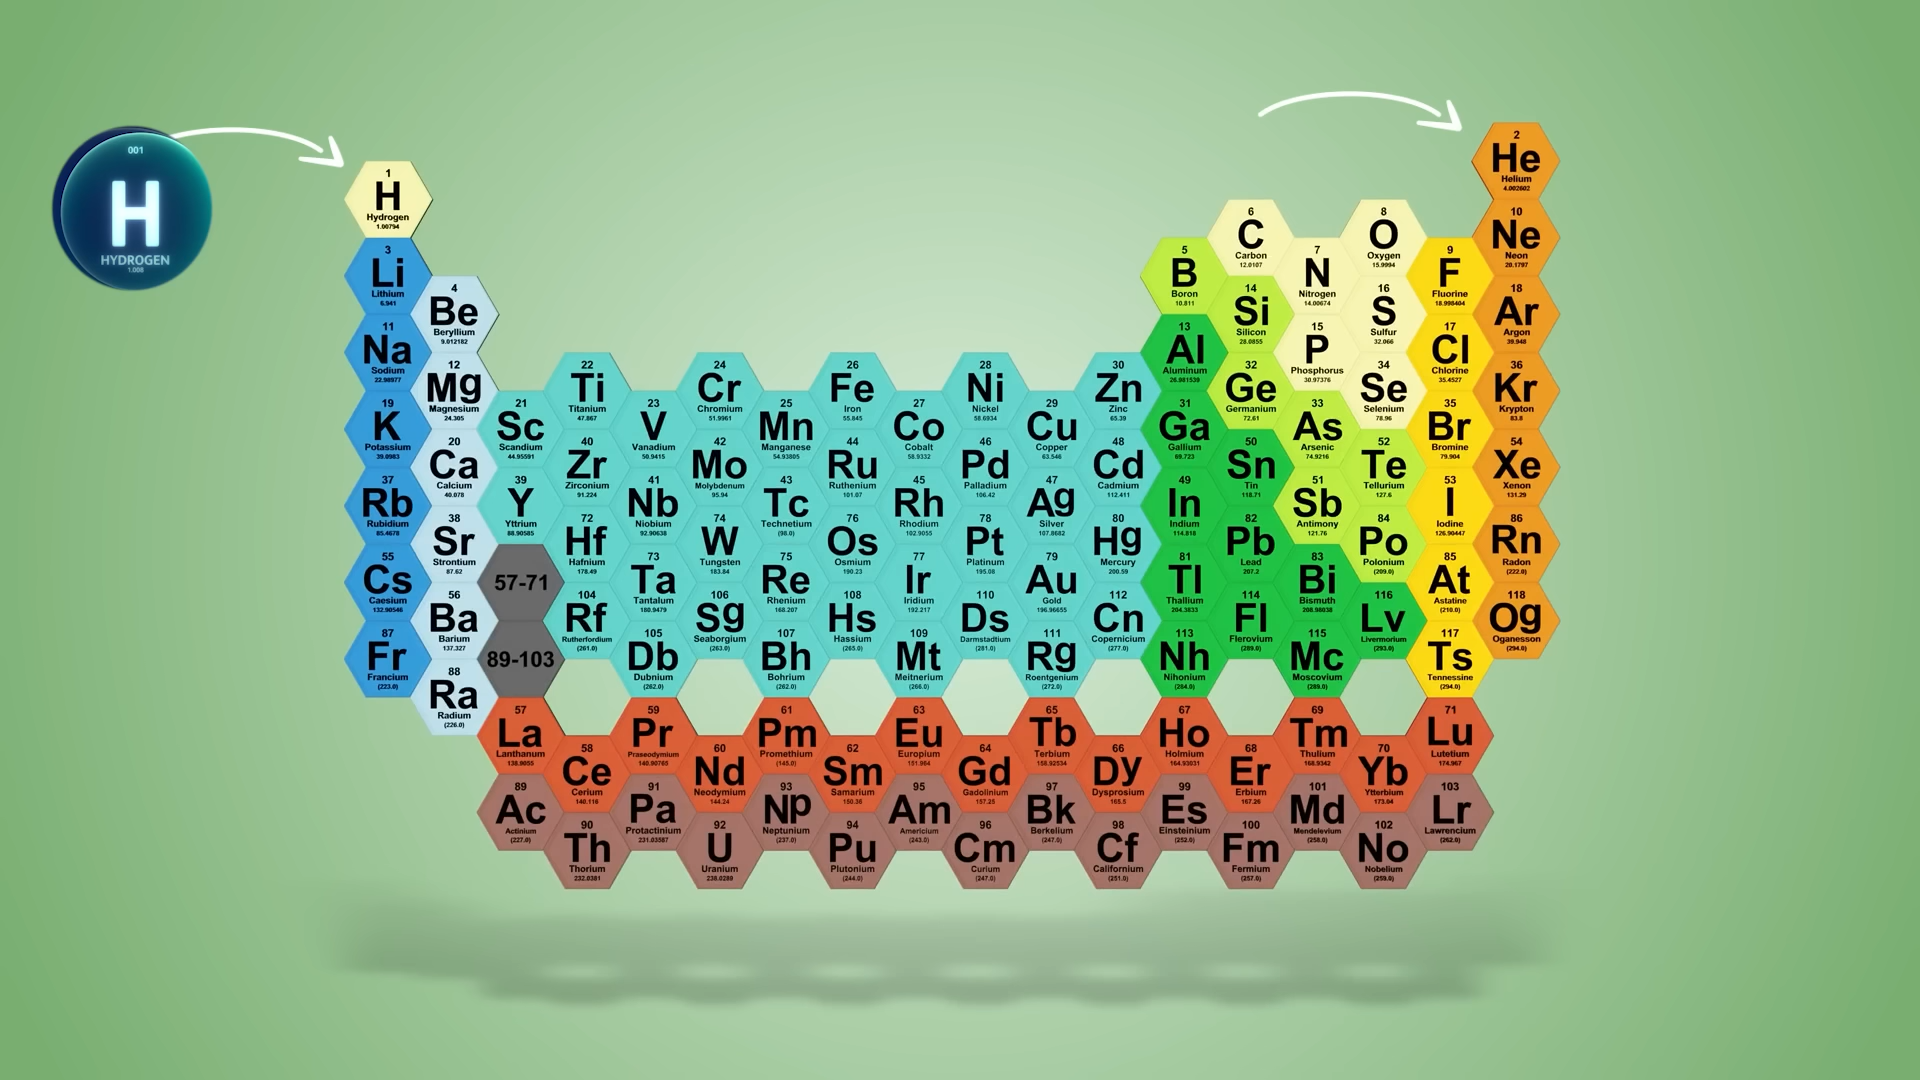 001
H
HYDROGEN
1.008
1
H
Hydrogen
1.00794
2
He
Helium
4.002602
3
Li
Lithium
6.941
4
Be
Beryllium
9.012182
5
B
Boron
10.811
6
C
Carbon
12.0107
7
N
Nitrogen
14.00674
8
O
Oxygen
15.9994
9
F
Fluorine
18.998404
10
Ne
Neon
20.1797
11
Na
Sodium
22.98977
12
Mg
Magnesium
24.305
13
Al
Aluminum
26.981539
14
Si
Silicon
28.0855
15
P
Phosphorus
30.97376
16
S
Sulfur
32.066
17
Cl
Chlorine
35.4527
18
Ar
Argon
39.948
19
K
Potassium
39.0983
20
Ca
Calcium
40.078
21
Sc
Scandium
44.95591
22
Ti
Titanium
47.867
23
V
Vanadium
50.9415
24
Cr
Chromium
51.9961
25
Mn
Manganese
54.93805
26
Fe
Iron
55.845
27
Co
Cobalt
58.9332
28
Ni
Nickel
58.6934
29
Cu
Copper
63.546
30
Zn
Zinc
65.39
31
Ga
Gallium
69.723
32
Ge
Germanium
72.61
33
As
Arsenic
74.9216
34
Se
Selenium
78.96
35
Br
Bromine
79.904
36
Kr
Krypton
83.8
37
Rb
Rubidium
85.4678
38
Sr
Strontium
87.62
39
Y
Yttrium
88.90585
40
Zr
Zirconium
91.224
41
Nb
Niobium
92.90638
42
Mo
Molybdenum
95.94
43
Tc
Technetium
(98.0)
44
Ru
Ruthenium
101.07
45
Rh
Rhodium
102.9055
46
Pd
Palladium
106.42
47
Ag
Silver
107.8682
48
Cd
Cadmium
112.411
49
In
Indium
114.818
50
Sn
Tin
118.71
51
Sb
Antimony
121.76
52
Te
Tellurium
127.6
53
I
Iodine
126.90447
54
Xe
Xenon
131.29
55
Cs
Caesium
132.90546
56
Ba
Barium
137.327
57-71
72
Hf
Hafnium
178.49
73
Ta
Tantalum
180.9479
74
W
Tungsten
183.84
75
Re
Rhenium
168.207
76
Os
Osmium
190.23
77
Ir
Iridium
192.217
78
Pt
Platinum
195.08
79
Au
Gold
196.96655
80
Hg
Mercury
200.59
81
Tl
Thallium
204.3833
82
Pb
Lead
207.2
83
Bi
Bismuth
208.98038
84
Po
Polonium
(209.0)
85
At
Astatine
(210.0)
86
Rn
Radon
(222.0)
87
Fr
Francium
(223.0)
88
Ra
Radium
(226.0)
89-103
104
Rf
Rutherfordium
(261.0)
105
Db
Dubnium
(262.0)
106
Sg
Seaborgium
(263.0)
107
Bh
Bohrium
(262.0)
108
Hs
Hassium
(265.0)
109
Mt
Meitnerium
(266.0)
110
Ds
Darmstadtium
(281.0)
111
Rg
Roentgenium
(272.0)
112
Cn
Copernicium
(277.0)
113
Nh
Nihonium
(284.0)
114
Fl
Flerovium
(289.0)
115
Mc
Moscovium
(289.0)
116
Lv
Livermorium
(293.0)
117
Ts
Tennessine
(294.0)
118
Og
Oganesson
(294.0)
57
La
Lanthanum
138.9055
58
Ce
Cerium
140.116
59
Pr
Praseodymium
140.90765
60
Nd
Neodymium
144.24
61
Pm
Promethium
(145.0)
62
Sm
Samarium
150.36
63
Eu
Europium
151.964
64
Gd
Gadolinium
157.25
65
Tb
Terbium
158.92534
66
Dy
Dysprosium
165.5
67
Ho
Holmium
164.93031
68
Er
Erbium
167.26
69
Tm
Thulium
168.9342
70
Yb
Ytterbium
173.04
71
Lu
Lutetium
174.967
89
Ac
Actinium
(227.0)
90
Th
Thorium
232.0381
91
Pa
Protactinium
231.03587
92
U
Uranium
238.0289
93
Np
Neptunium
(237.0)
94
Pu
Plutonium
(244.0)
95
Am
Americium
(243.0)
96
Cm
Curium
(247.0)
97
Bk
Berkelium
(247.0)
98
Cf
Californium
(251.0)
99
Es
Einsteinium
(252.0)
100
Fm
Fermium
(257.0)
101
Md
Mendelevium
(258.0)
102
No
Nobelium
(259.0)
103
Lr
Lawrencium
(262.0)